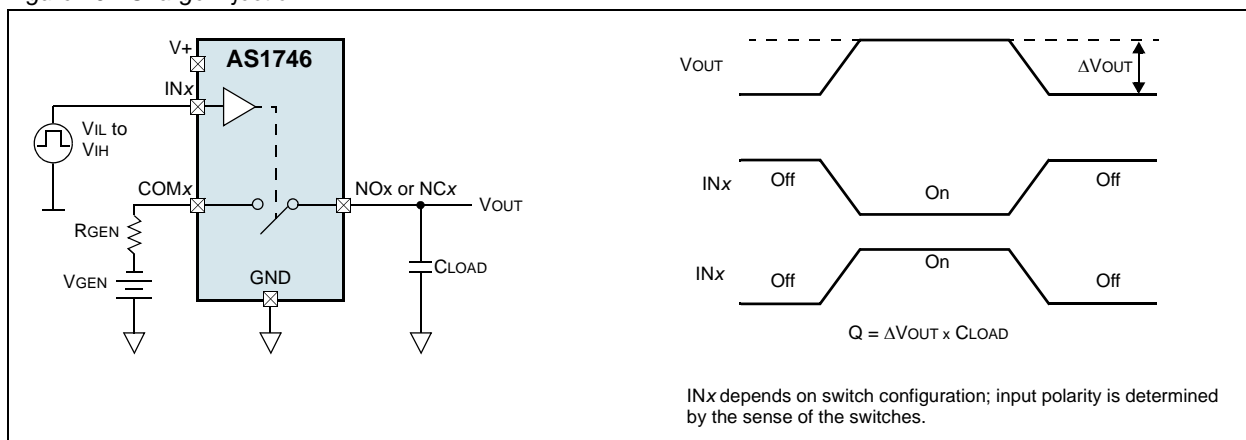 V+
AS1746
INx
VIL to
VIH
COMx
NOx or NCx
VOUT
RGEN
VGEN
GND
CLOAD
VOUT
ΔVOUT
INx
Off
On
Off
INx
Off
On
Off
Q = ΔVOUT x CLOAD
INx depends on switch configuration; input polarity is determined
by the sense of the switches.